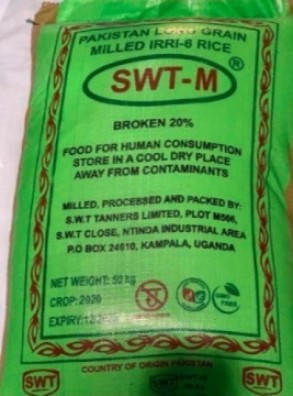 PAKISTAN LONG GRAIN
MILLED IRRI-6 RICE
SWT-M ®
BROKEN 20%
FOOD FOR HUMAN CONSUMPTION
STORE IN A COOL DRY PLACE
AWAY FROM CONTAMINANTS
MILLED, PROCESSED AND PACKED BY:
S.W.T TANNERS LIMITED, PLOT M566,
S.W.T CLOSE, NTINDA INDUSTRIAL AREA
P.O BOX 24610, KAMPALA, UGANDA
NET WEIGHT: 50 kg
CROP: 2020
EXPIRY:
FREE
COUNTRY OF ORIGIN PAKISTAN
SWT
SWT